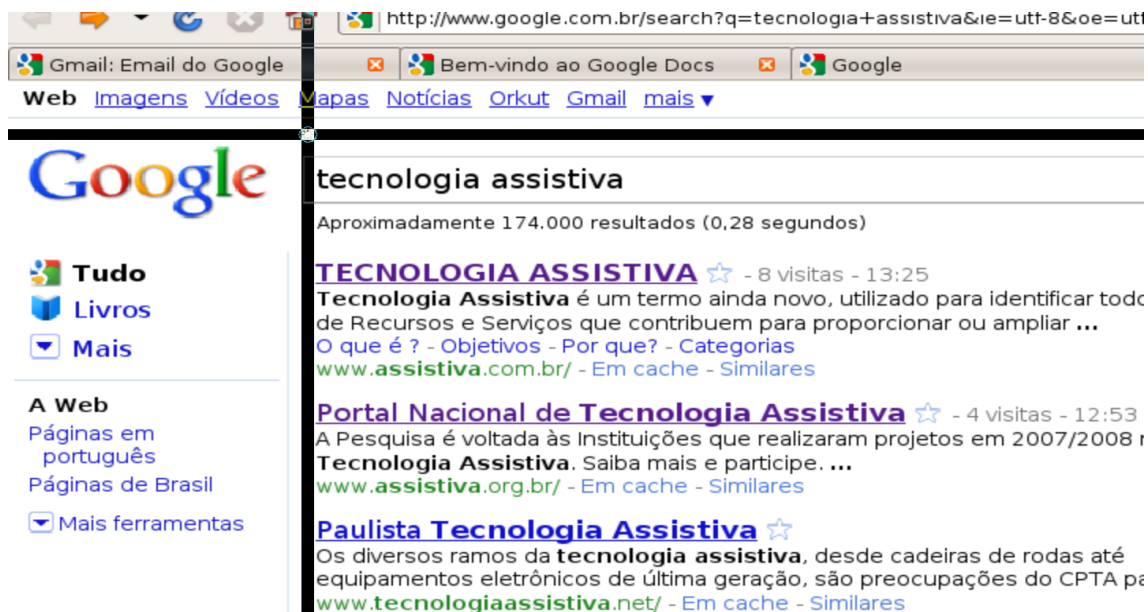 http://www.google.com.br/search?q=tecnologia+assistiva&ie=utf-8&oe=utf
Gmail: Email do Google Bem-vindo ao Google Docs Google
Web Imagens Vídeos Mapas Notícias Orkut Gmail mais
Google
tecnologia assistiva
Aproximadamente 174.000 resultados (0,28 segundos)
Tudo
Livros
Mais
A Web
Páginas em
português
Páginas de Brasil
Mais ferramentas
TECNOLOGIA ASSISTIVA - 8 visitas - 13:25
Tecnologia Assistiva é um termo ainda novo, utilizado para identificar todo
de Recursos e Serviços que contribuem para proporcionar ou ampliar ...
O que é ? - Objetivos - Por que? - Categorias
www.assistiva.com.br/ - Em cache - Similares
Portal Nacional de Tecnologia Assistiva - 4 visitas - 12:53
A Pesquisa é voltada às Instituições que realizaram projetos em 2007/2008
Tecnologia Assistiva. Saiba mais e participe. ...
www.assistiva.org.br/ - Em cache - Similares
Paulista Tecnologia Assistiva
Os diversos ramos da tecnologia assistiva, desde cadeiras de rodas até
equipamentos eletrônicos de última geração, são preocupações do CPTA pa
www.tecnologiaassistiva.net/ - Em cache - Similares